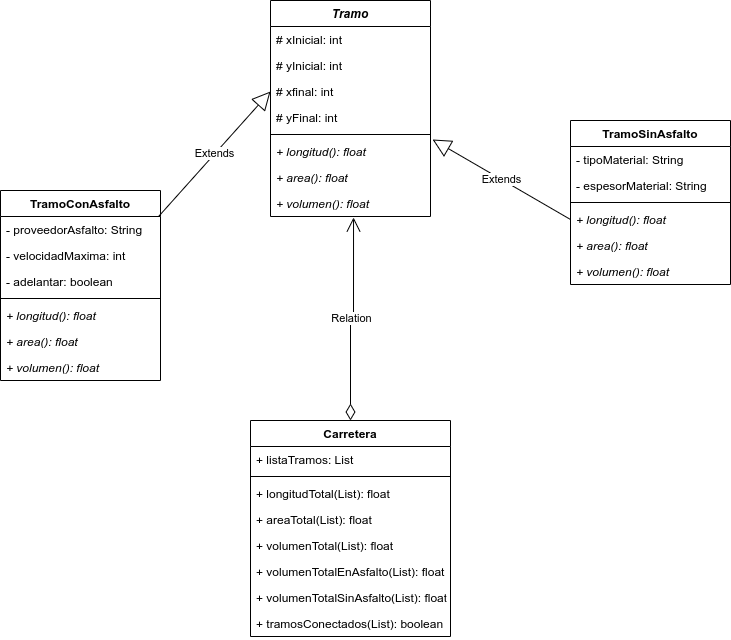 Tramo
# xInicial: int
# yInicial: int
# xfinal: int
# yFinal: int
+ longitud(): float
+ area(): float
+ volumen(): float
Extends
TramoConAsfalto
- proveedorAsfalto: String
- velocidadMaxima: int
- adelantar: boolean
+ longitud(): float
+ area(): float
+ volumen(): float
Extends
TramoSinAsfalto
- tipoMaterial: String
- espesorMaterial: String
+ longitud(): float
+ area(): float
+ volumen(): float
Relation
Carretera
+ listaTramos: List
+ longitudTotal(List): float
+ areaTotal(List): float
+ volumenTotal(List): float
+ volumenTotalEnAsfalto(List): float
+ volumenTotalSinAsfalto(List): float
+ tramosConectados(List): boolean